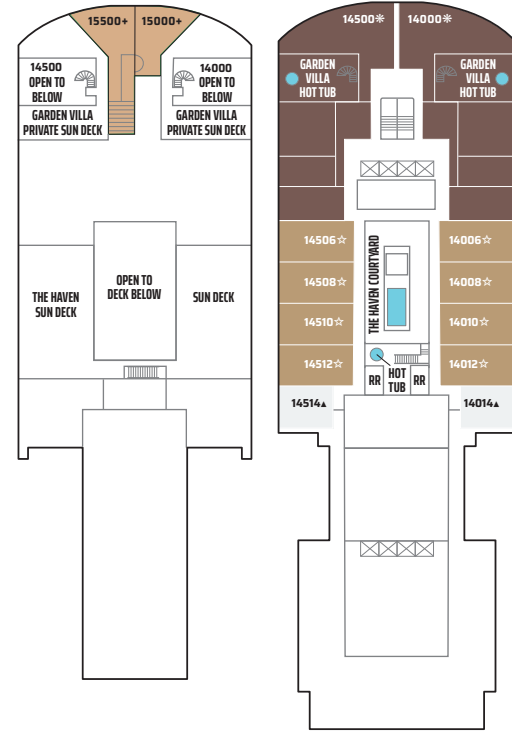 15500+ 15000+
14500
OPEN TO
BELOW
14000
OPEN TO
BELOW
GARDEN VILLA
PRIVATE SUN DECK
GARDEN VILLA
PRIVATE SUN DECK
THE HAVEN
SUN DECK
OPEN TO
DECK BELOW
SUN DECK
14500✳ 14000✳
GARDEN
VILLA
HOT TUB
GARDEN
VILLA
HOT TUB
THE HAVEN COURTYARD
14506☆ 14006☆
14508☆ 14008☆
14510☆ 14010☆
14512☆ 14012☆
RR
HOT
TUB
RR
14514▲ 14014▲